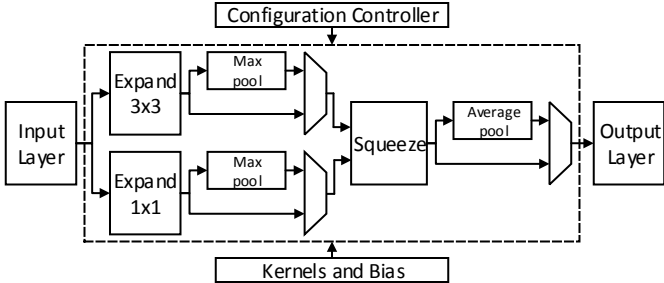 Configuration Controller
Expand
3x3
Max
pool
Input
Layer
Squeeze
Average
pool
Output
Layer
Expand
1x1
Max
pool
Kernels and Bias